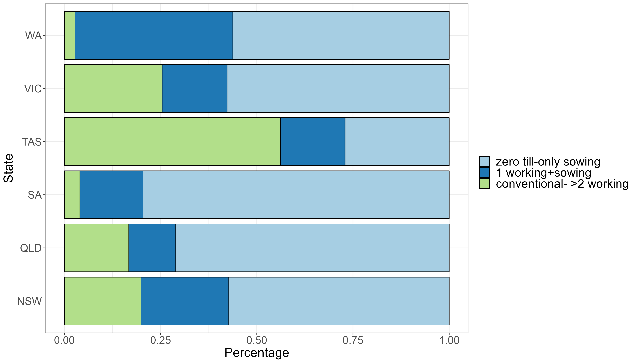 WA
VIC
TAS
SA
QLD
NSW
State
0.00 0.25 0.50 0.75 1.00
Percentage
zero till-only sowing
1 working+sowing
conventional- >2 working